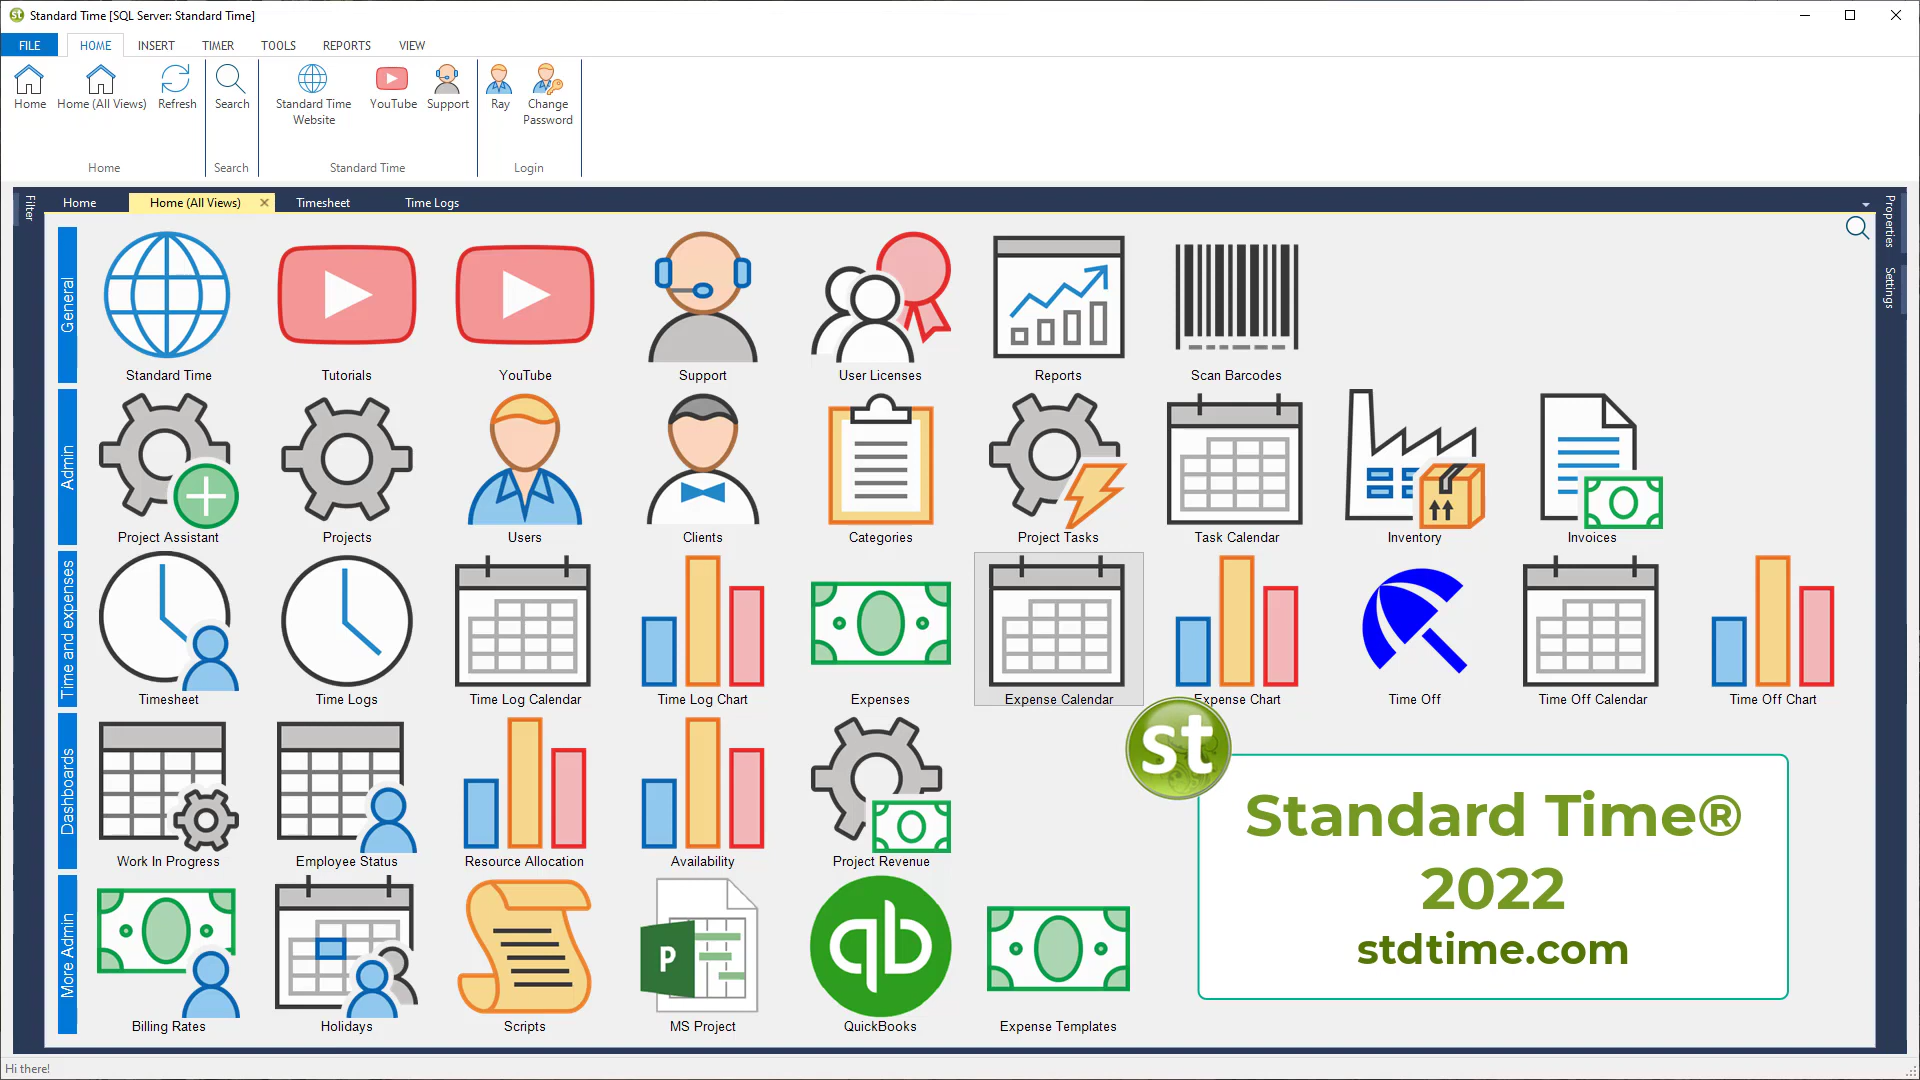 Standard Time [SQL Server: Standard Time]
FILE HOME INSERT TIMER TOOLS REPORTS VIEW
Home Home (All Views) Refresh Search Standard Time Website YouTube Support Ray Change Password
Home Search Standard Time Login
Filter
Home Home (All Views) Timesheet Time Logs
Properties
Settings
General
Standard Time Tutorials YouTube Support User Licenses Reports Scan Barcodes
Admin
Project Assistant Projects Users Clients Categories Project Tasks Task Calendar Inventory Invoices
Time and expenses
Timesheet Time Logs Time Log Calendar Time Log Chart Expenses Expense Calendar Expense Chart Time Off Time Off Calendar Time Off Chart
Dashboards
Work In Progress Employee Status Resource Allocation Availability Project Revenue
More Admin
P
qb
Billing Rates Holidays Scripts MS Project QuickBooks Expense Templates
st
Standard Time®
2022
stdtime.com
Hi there!